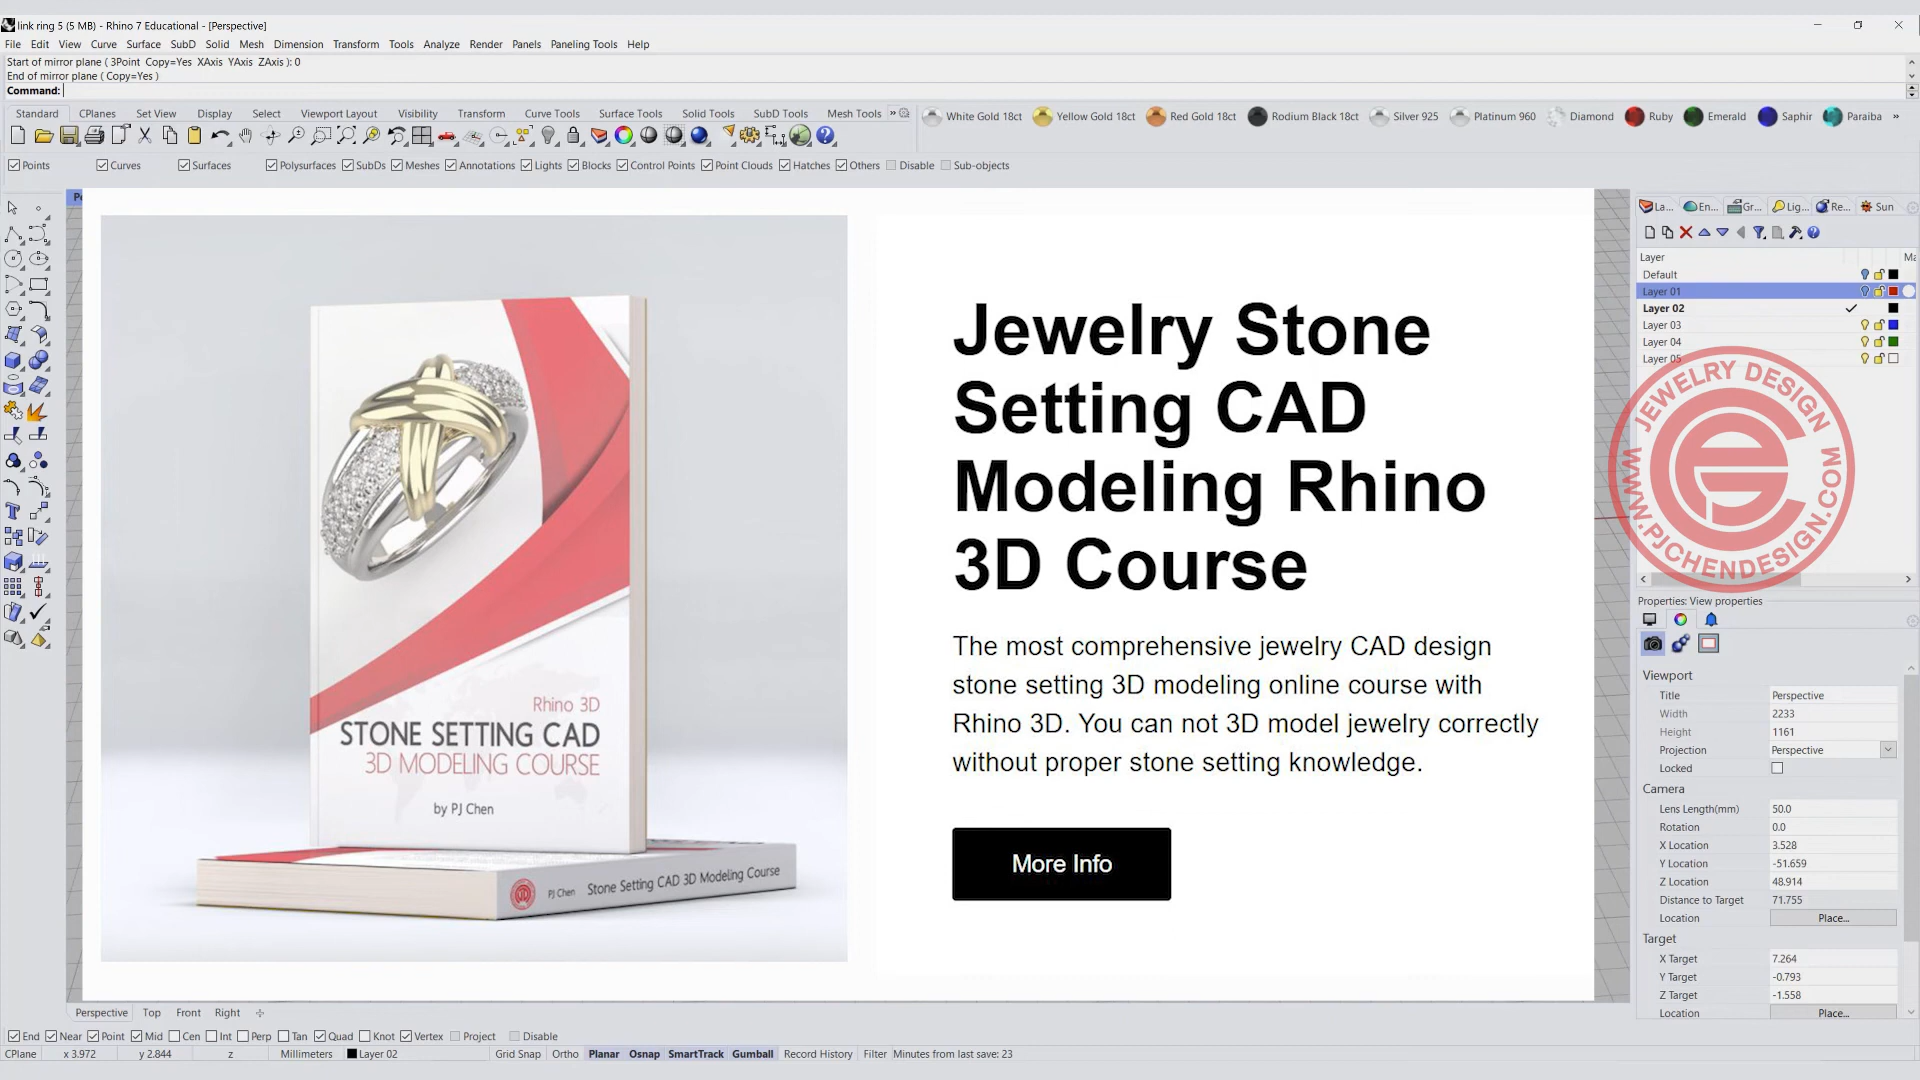 link ring 5 (5 MB) - Rhino 7 Educational - [Perspective]
File Edit View Curve Surface SubD Solid Mesh Dimension Transform Tools Analyze Render Panels Paneling Tools Help
Start of mirror plane ( 3Point Copy=Yes XAxis YAxis ZAxis ): 0
End of mirror plane ( Copy=Yes )
Command:
Standard CPlanes Set View Display Select Viewport Layout Visibility Transform Curve Tools Surface Tools Solid Tools SubD Tools Mesh Tools »
White Gold 18ct Yellow Gold 18ct Red Gold 18ct Rodium Black 18ct Silver 925 Platinum 960 Diamond Ruby Emerald Saphir Paraiba »
Points Curves Surfaces Polysurfaces SubDs Meshes Annotations Lights Blocks Control Points Point Clouds Hatches Others Disable Sub-objects
Jewelry Stone
Setting CAD
Modeling Rhino
3D Course
The most comprehensive jewelry CAD design
stone setting 3D modeling online course with
Rhino 3D. You can not 3D model jewelry correctly
without proper stone setting knowledge.
More Info
Rhino 3D
STONE SETTING CAD
3D MODELING COURSE
by PJ Chen
PJ Chen Stone Setting CAD 3D Modeling Course
La... En... Gr... Lig... Re... Sun
Layer Ma
Default
Layer 01
Layer 02
Layer 03
Layer 04
Layer 05
JEWELRY DESIGN
WWW.PJCHENDESIGN.COM
Properties: View properties
Viewport
Title Perspective
Width 2233
Height 1161
Projection Perspective
Locked
Camera
Lens Length(mm) 50.0
Rotation 0.0
X Location 3.528
Y Location -51.659
Z Location 48.914
Distance to Target 71.755
Location Place...
Target
X Target 7.264
Y Target -0.793
Z Target -1.558
Location Place...
Perspective Top Front Right
End Near Point Mid Cen Int Perp Tan Quad Knot Vertex Project Disable
CPlane x 3.972 y 2.844 z Millimeters Layer 02 Grid Snap Ortho Planar Osnap SmartTrack Gumball Record History Filter Minutes from last save: 23